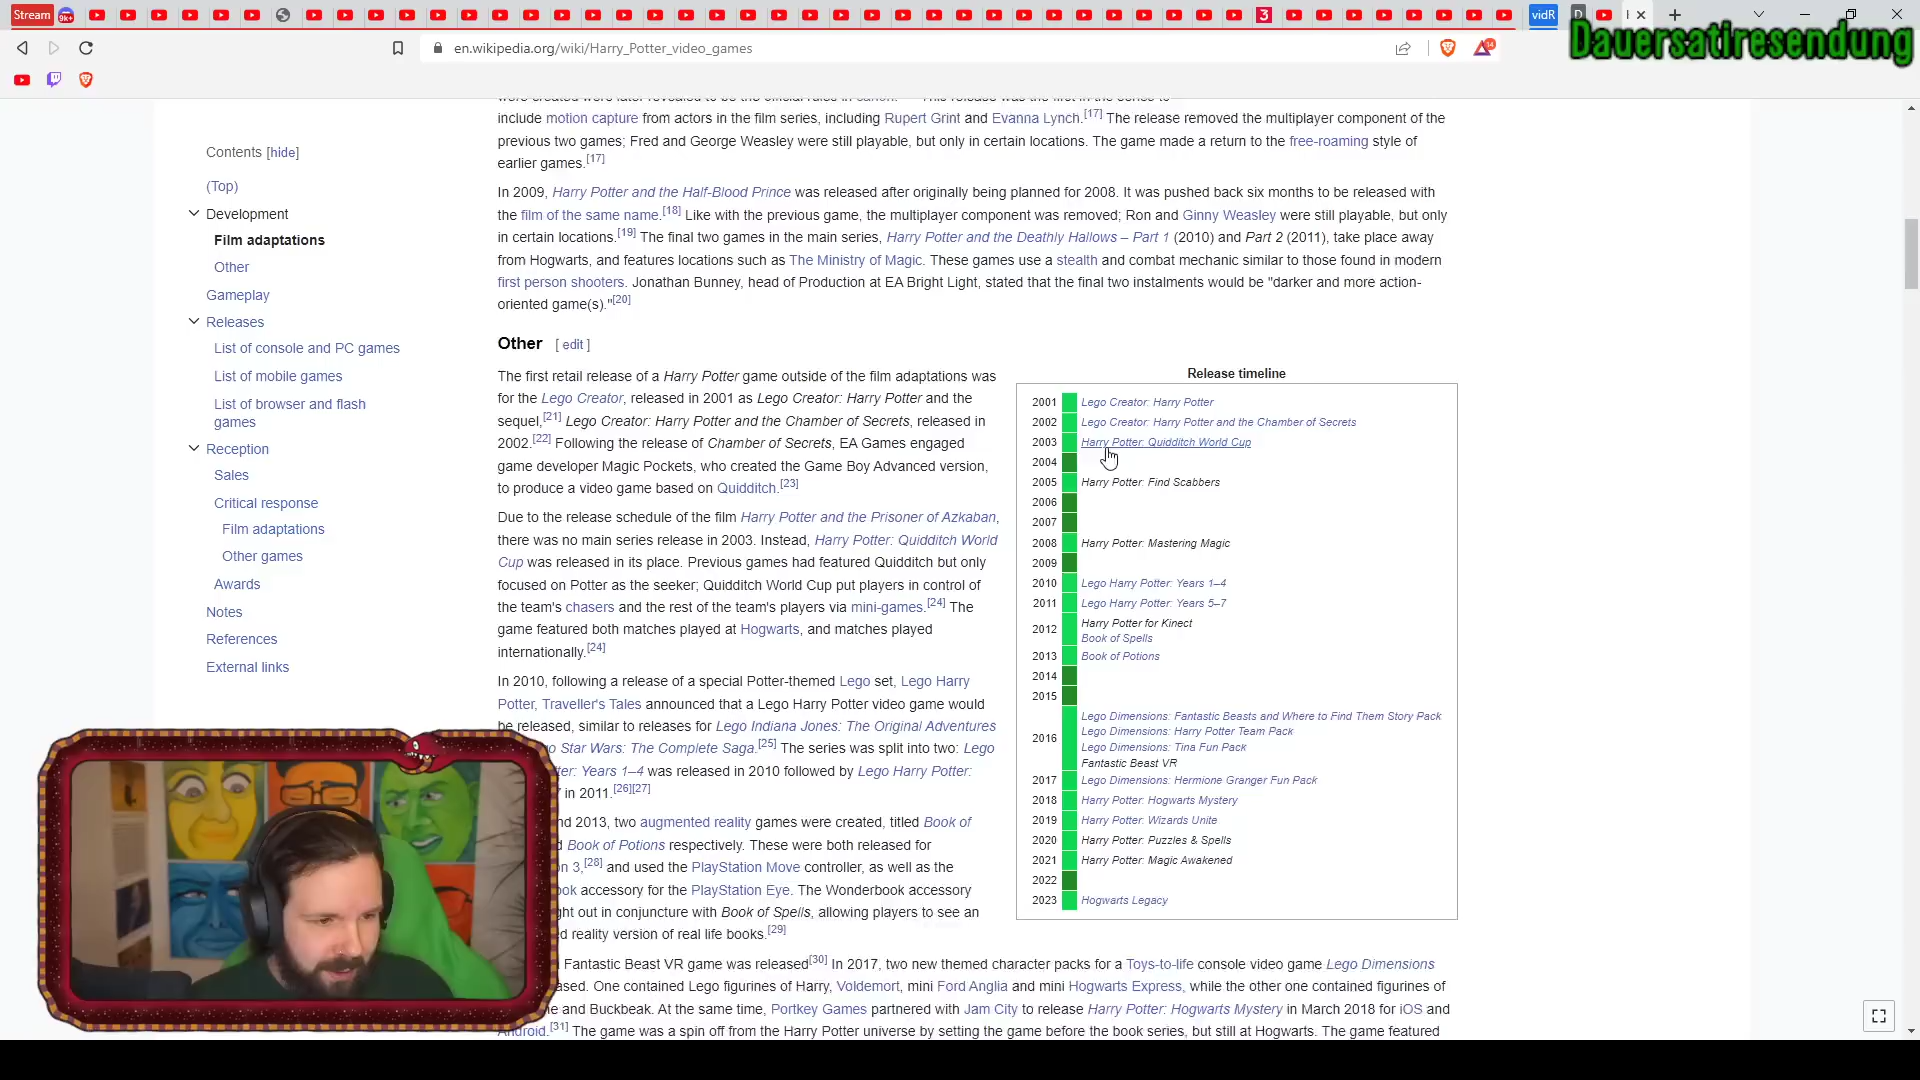 Stream
9K+
3
vidR
D
en.wikipedia.org/wiki/Harry_Potter_video_games
14
Dauersatiresendung
Contents [hide]
(Top)
Development
Film adaptations
Other
Gameplay
Releases
List of console and PC games
List of mobile games
List of browser and flash
games
Reception
Sales
Critical response
Film adaptations
Other games
Awards
Notes
References
External links
were created were later revealed to be the official rules in canon. This release was the first in the series to
include motion capture from actors in the film series, including Rupert Grint and Evanna Lynch.[17] The release removed the multiplayer component of the
previous two games; Fred and George Weasley were still playable, but only in certain locations. The game made a return to the free-roaming style of
earlier games.[17]
In 2009, Harry Potter and the Half-Blood Prince was released after originally being planned for 2008. It was pushed back six months to be released with
the film of the same name.[18] Like with the previous game, the multiplayer component was removed; Ron and Ginny Weasley were still playable, but only
in certain locations.[19] The final two games in the main series, Harry Potter and the Deathly Hallows – Part 1 (2010) and Part 2 (2011), take place away
from Hogwarts, and features locations such as The Ministry of Magic. These games use a stealth and combat mechanic similar to those found in modern
first person shooters. Jonathan Bunney, head of Production at EA Bright Light, stated that the final two instalments would be "darker and more action-
oriented game(s)."[20]
Other [ edit ]
The first retail release of a Harry Potter game outside of the film adaptations was
for the Lego Creator, released in 2001 as Lego Creator: Harry Potter and the
sequel,[21] Lego Creator: Harry Potter and the Chamber of Secrets, released in
2002.[22] Following the release of Chamber of Secrets, EA Games engaged
game developer Magic Pockets, who created the Game Boy Advanced version,
to produce a video game based on Quidditch.[23]
Due to the release schedule of the film Harry Potter and the Prisoner of Azkaban,
there was no main series release in 2003. Instead, Harry Potter: Quidditch World
Cup was released in its place. Previous games had featured Quidditch but only
focused on Potter as the seeker; Quidditch World Cup put players in control of
the team's chasers and the rest of the team's players via mini-games.[24] The
game featured both matches played at Hogwarts, and matches played
internationally.[24]
In 2010, following a release of a special Potter-themed Lego set, Lego Harry
Potter, Traveller's Tales announced that a Lego Harry Potter video game would
be released, similar to releases for Lego Indiana Jones: The Original Adventures
Star Wars: The Complete Saga.[25] The series was split into two: Lego
Years 1–4 was released in 2010 followed by Lego Harry Potter:
in 2011.[26][27]
2013, two augmented reality games were created, titled Book of
Book of Potions respectively. These were both released for
3,[28] and used the PlayStation Move controller, as well as the
accessory for the PlayStation Eye. The Wonderbook accessory
out in conjuncture with Book of Spells, allowing players to see an
reality version of real life books.[29]
Fantastic Beast VR game was released[30] In 2017, two new themed character packs for a Toys-to-life console video game Lego Dimensions
One contained Lego figurines of Harry, Voldemort, mini Ford Anglia and mini Hogwarts Express, while the other one contained figurines of
and Buckbeak. At the same time, Portkey Games partnered with Jam City to release Harry Potter: Hogwarts Mystery in March 2018 for iOS and
Android.[31] The game was a spin off from the Harry Potter universe by setting the game before the book series, but still at Hogwarts. The game featured
Release timeline
2001 Lego Creator: Harry Potter
2002 Lego Creator: Harry Potter and the Chamber of Secrets
2003 Harry Potter: Quidditch World Cup
2004
2005 Harry Potter: Find Scabbers
2006
2007
2008 Harry Potter: Mastering Magic
2009
2010 Lego Harry Potter: Years 1–4
2011 Lego Harry Potter: Years 5–7
2012 Harry Potter for Kinect
Book of Spells
2013 Book of Potions
2014
2015
2016 Lego Dimensions: Fantastic Beasts and Where to Find Them Story Pack
Lego Dimensions: Harry Potter Team Pack
Lego Dimensions: Tina Fun Pack
Fantastic Beast VR
2017 Lego Dimensions: Hermione Granger Fun Pack
2018 Harry Potter: Hogwarts Mystery
2019 Harry Potter: Wizards Unite
2020 Harry Potter: Puzzles & Spells
2021 Harry Potter: Magic Awakened
2022
2023 Hogwarts Legacy